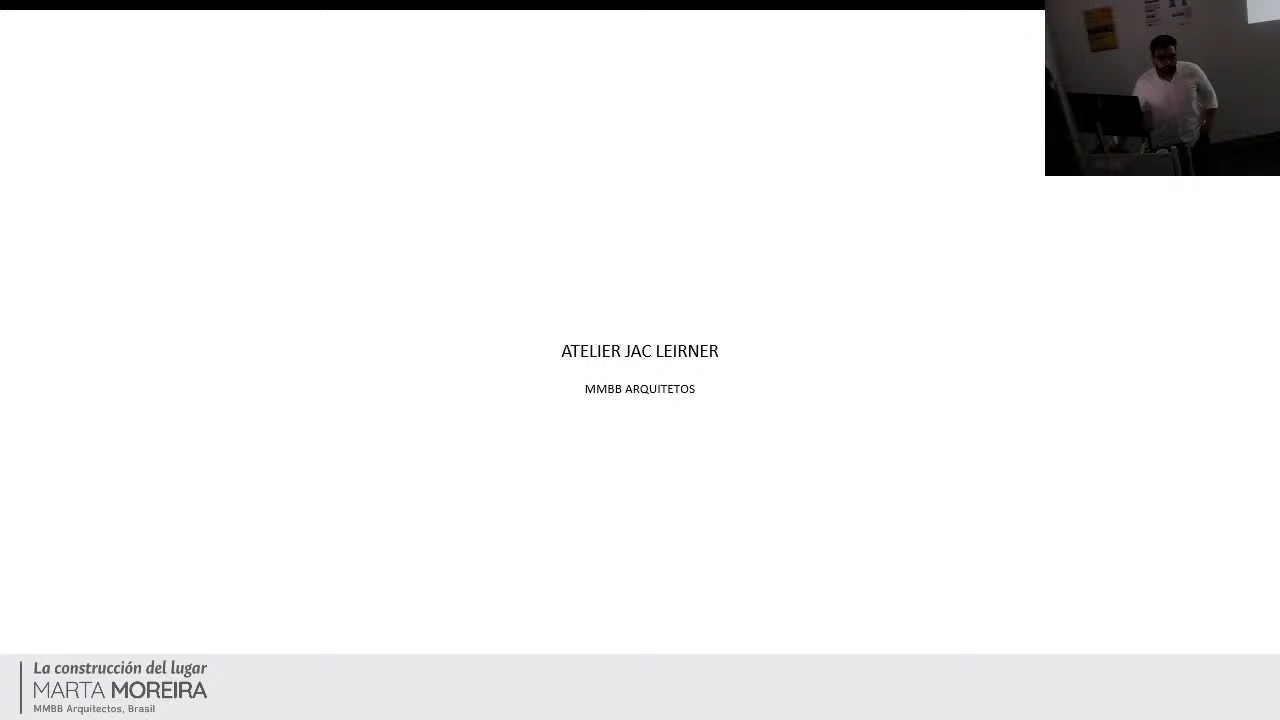 ATELIER JAC LEIRNER
MMBB ARQUITETOS
La construcción del lugar
MARTA MOREIRA
MMBB Arquitectos, Brasil